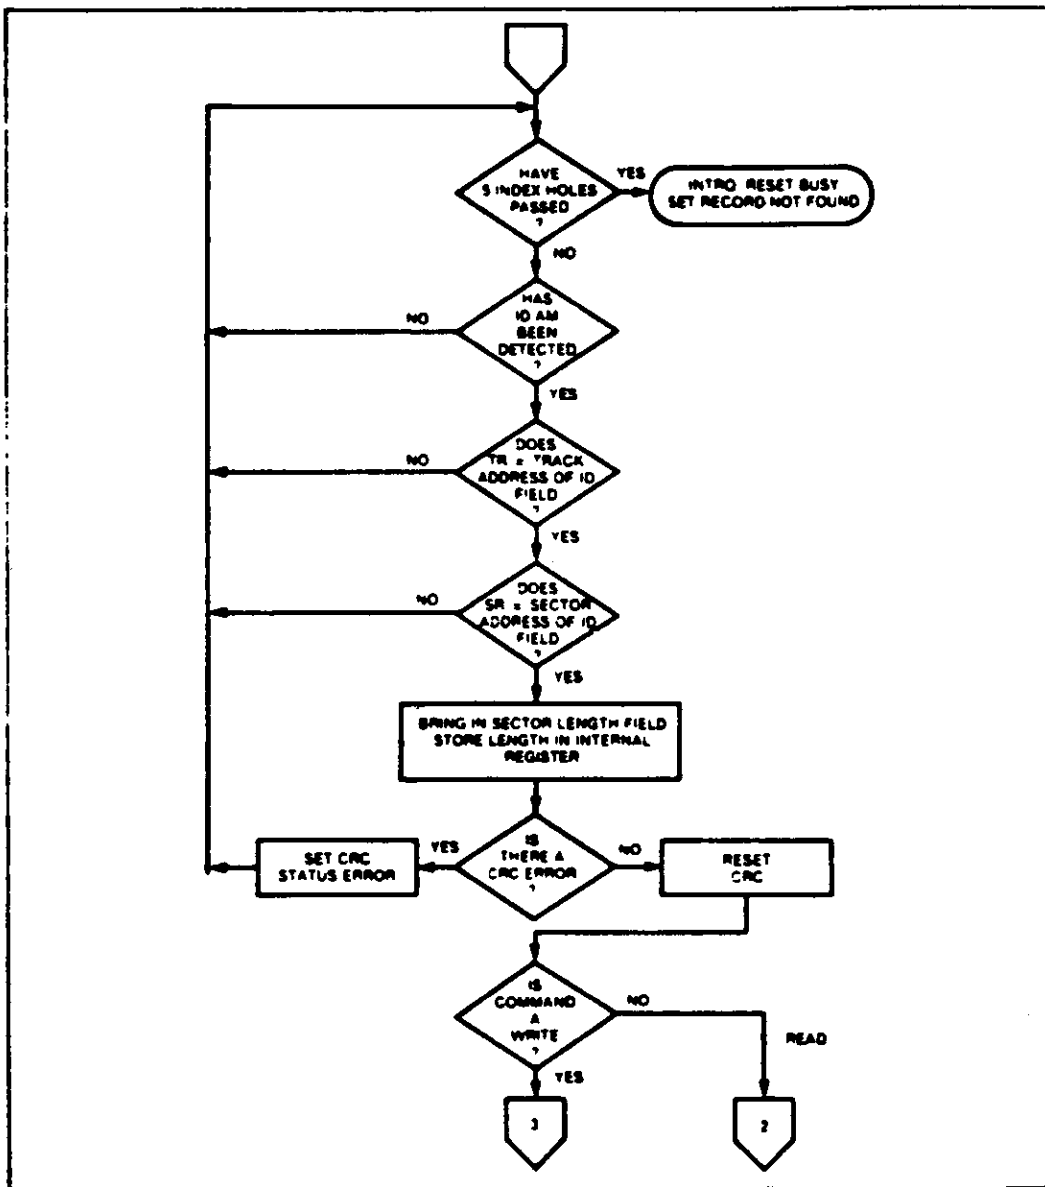 HAVE
5 INDEX HOLES
PASSED
?
YES
INTRQ RESET BUSY
SET RECORD NOT FOUND
NO
HAS
ID AM
BEEN
DETECTED
?
NO
YES
DOES
TR = TRACK
ADDRESS OF ID
FIELD
?
NO
YES
DOES
SR = SECTOR
ADDRESS OF ID
FIELD
?
NO
YES
BRING IN SECTOR LENGTH FIELD
STORE LENGTH IN INTERNAL
REGISTER
IS
THERE A
CRC ERROR
?
YES
SET CRC
STATUS ERROR
NO
RESET
CRC
IS
COMMAND
A
WRITE
?
NO
READ
YES
3
2